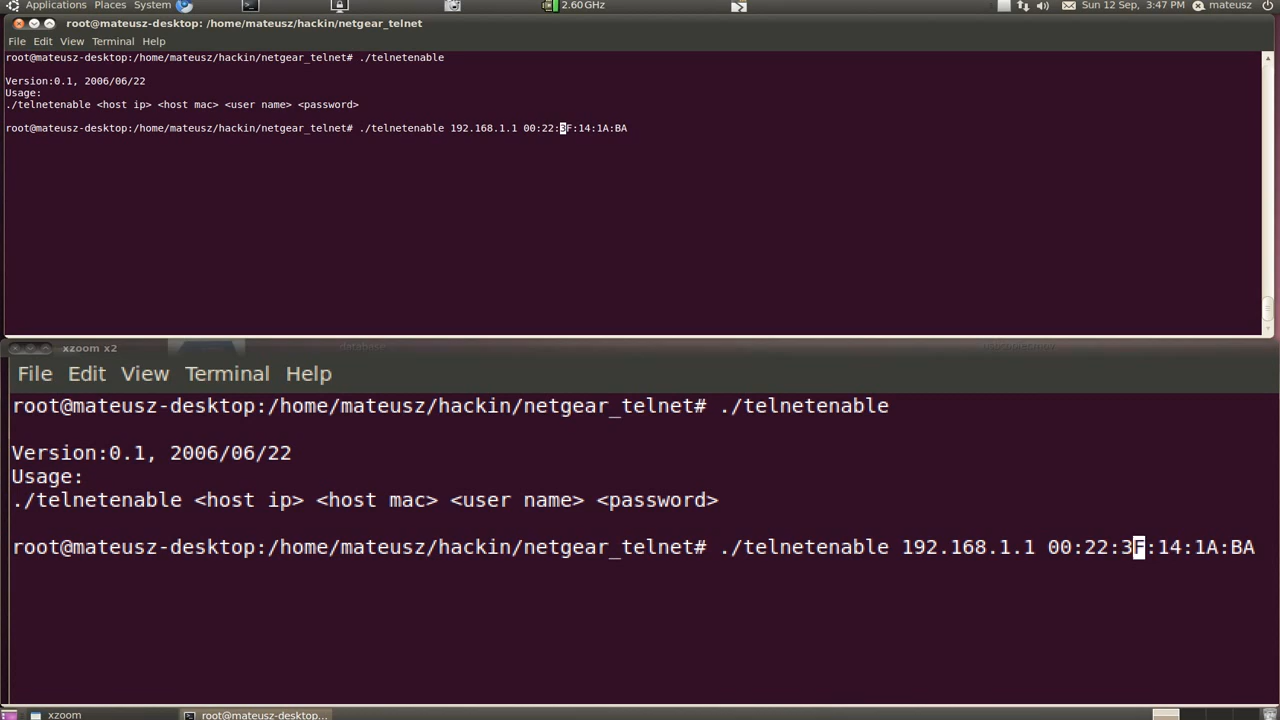 Applications Places System 2.60GHz Sun 12 Sep, 3:47 PM mateusz
root@mateusz-desktop: /home/mateusz/hackin/netgear_telnet
File Edit View Terminal Help
root@mateusz-desktop:/home/mateusz/hackin/netgear_telnet# ./telnetenable
Version:0.1, 2006/06/22
Usage:
./telnetenable <host ip> <host mac> <user name> <password>
root@mateusz-desktop:/home/mateusz/hackin/netgear_telnet# ./telnetenable 192.168.1.1 00:22:3F:14:1A:BA
xzoom x2
database
File Edit View Terminal Help
root@mateusz-desktop:/home/mateusz/hackin/netgear_telnet# ./telnetenable
Version:0.1, 2006/06/22
Usage:
./telnetenable <host ip> <host mac> <user name> <password>
root@mateusz-desktop:/home/mateusz/hackin/netgear_telnet# ./telnetenable 192.168.1.1 00:22:3F:14:1A:BA
xzoom root@mateusz-desktop...